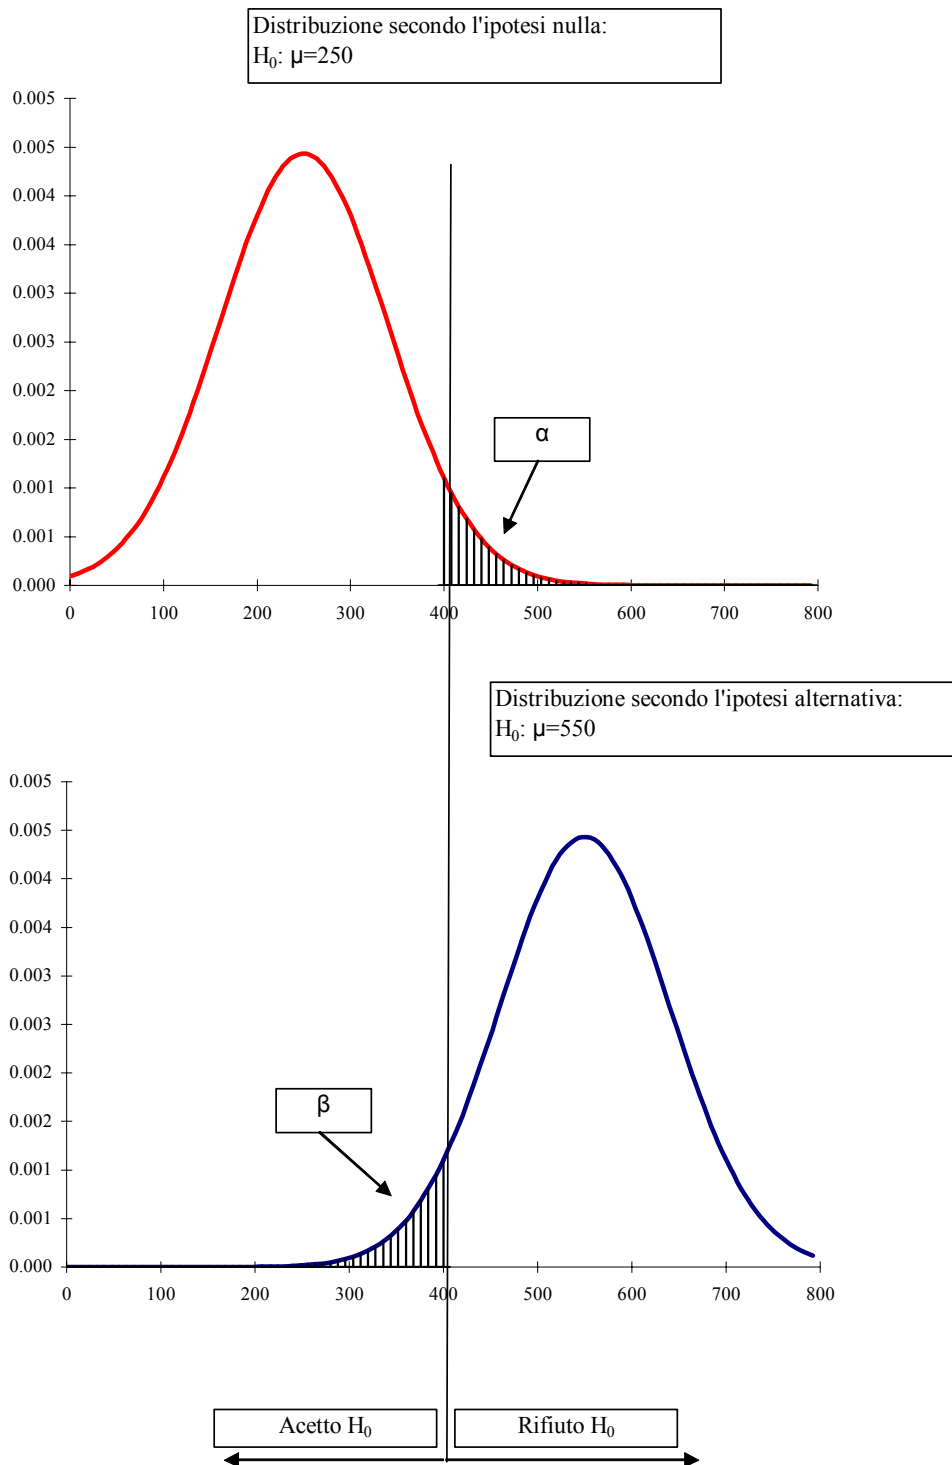 Distribuzione secondo l'ipotesi nulla:
H₀: μ=250
0.005
0.005
0.004
0.004
0.003
0.003
0.002
0.002
0.001
0.001
0.000
α
0 100 200 300 400 500 600 700 800
Distribuzione secondo l'ipotesi alternativa:
H₀: μ=550
0.005
0.005
0.004
0.004
0.003
0.003
0.002
0.002
0.001
0.001
0.000
β
0 100 200 300 400 500 600 700 800
Acetto H₀ Rifiuto H₀